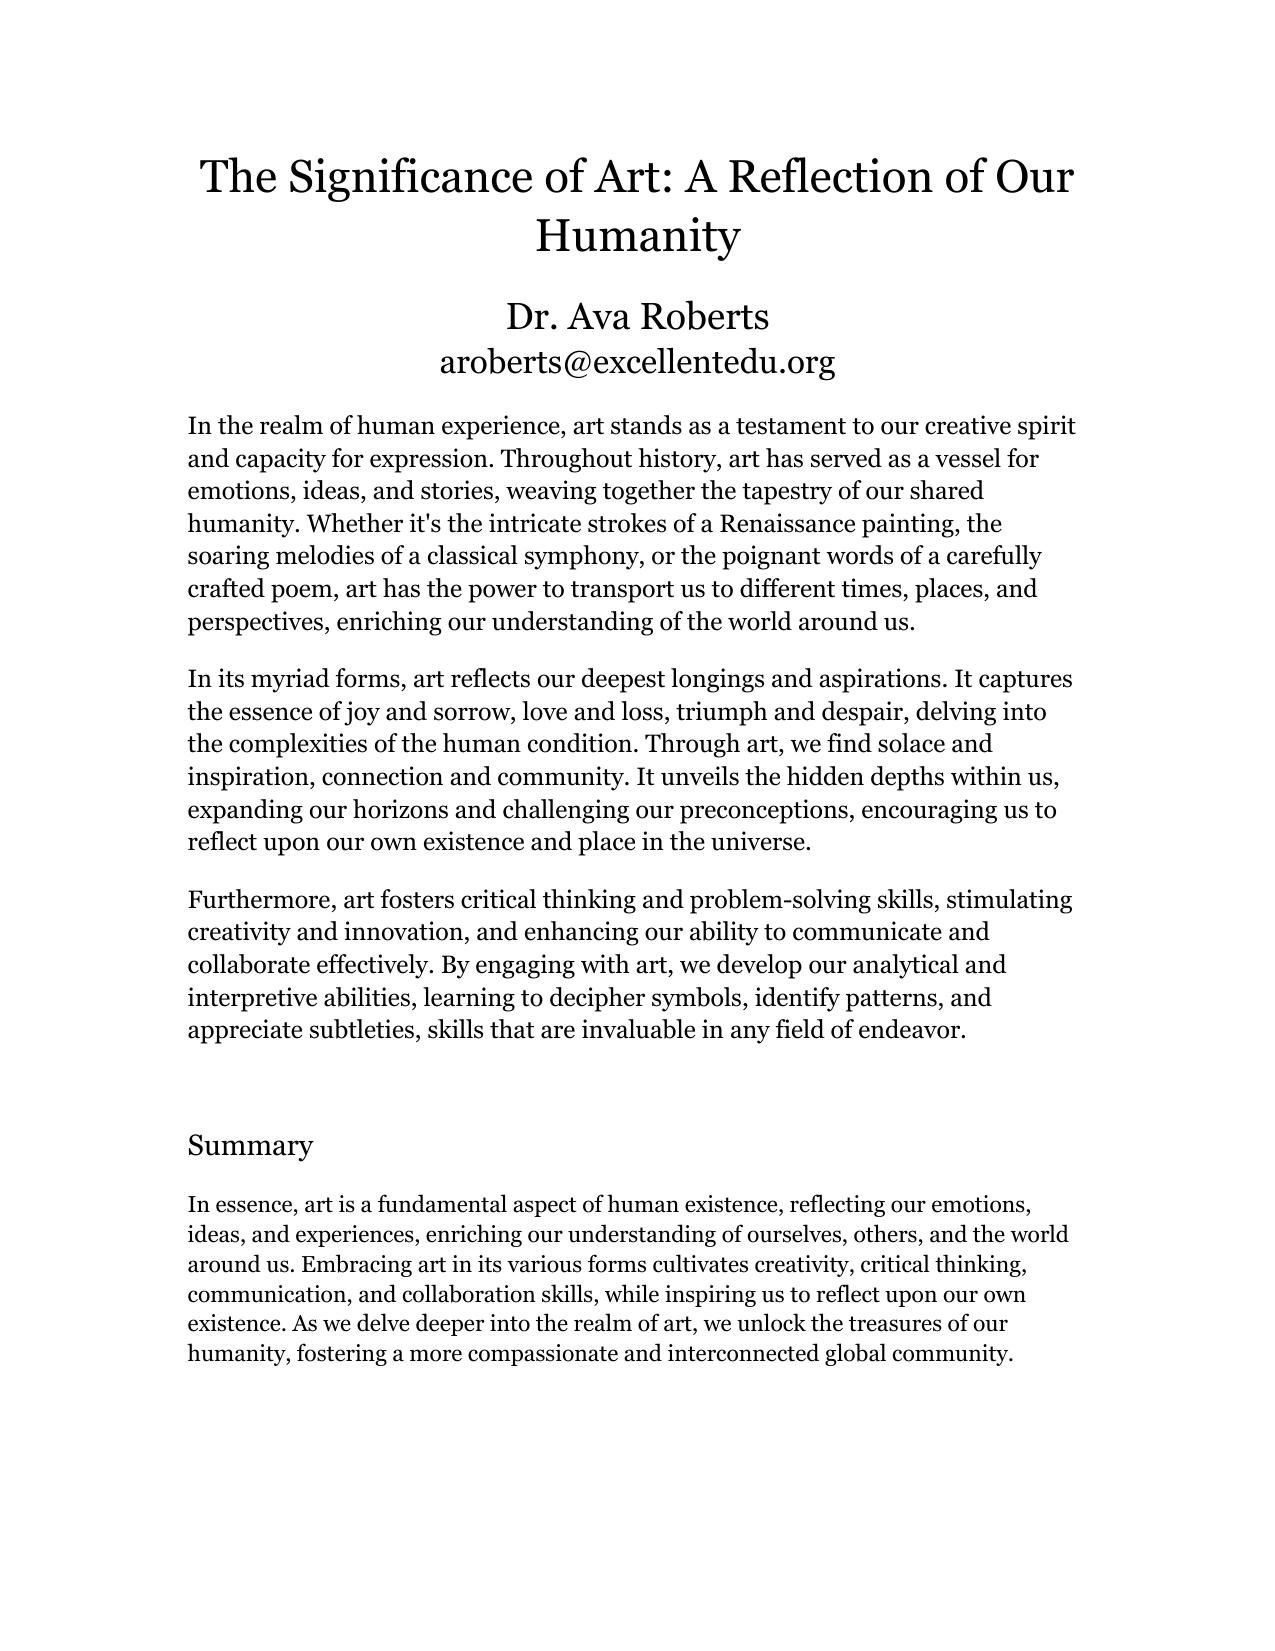 The Significance of Art: A Reflection of Our
Humanity
Dr. Ava Roberts
aroberts@excellentedu.org
In the realm of human experience, art stands as a testament to our creative spirit
and capacity for expression. Throughout history, art has served as a vessel for
emotions, ideas, and stories, weaving together the tapestry of our shared
humanity. Whether it's the intricate strokes of a Renaissance painting, the
soaring melodies of a classical symphony, or the poignant words of a carefully
crafted poem, art has the power to transport us to different times, places, and
perspectives, enriching our understanding of the world around us.
In its myriad forms, art reflects our deepest longings and aspirations. It captures
the essence of joy and sorrow, love and loss, triumph and despair, delving into
the complexities of the human condition. Through art, we find solace and
inspiration, connection and community. It unveils the hidden depths within us,
expanding our horizons and challenging our preconceptions, encouraging us to
reflect upon our own existence and place in the universe.
Furthermore, art fosters critical thinking and problem-solving skills, stimulating
creativity and innovation, and enhancing our ability to communicate and
collaborate effectively. By engaging with art, we develop our analytical and
interpretive abilities, learning to decipher symbols, identify patterns, and
appreciate subtleties, skills that are invaluable in any field of endeavor.
Summary
In essence, art is a fundamental aspect of human existence, reflecting our emotions,
ideas, and experiences, enriching our understanding of ourselves, others, and the world
around us. Embracing art in its various forms cultivates creativity, critical thinking,
communication, and collaboration skills, while inspiring us to reflect upon our own
existence. As we delve deeper into the realm of art, we unlock the treasures of our
humanity, fostering a more compassionate and interconnected global community.